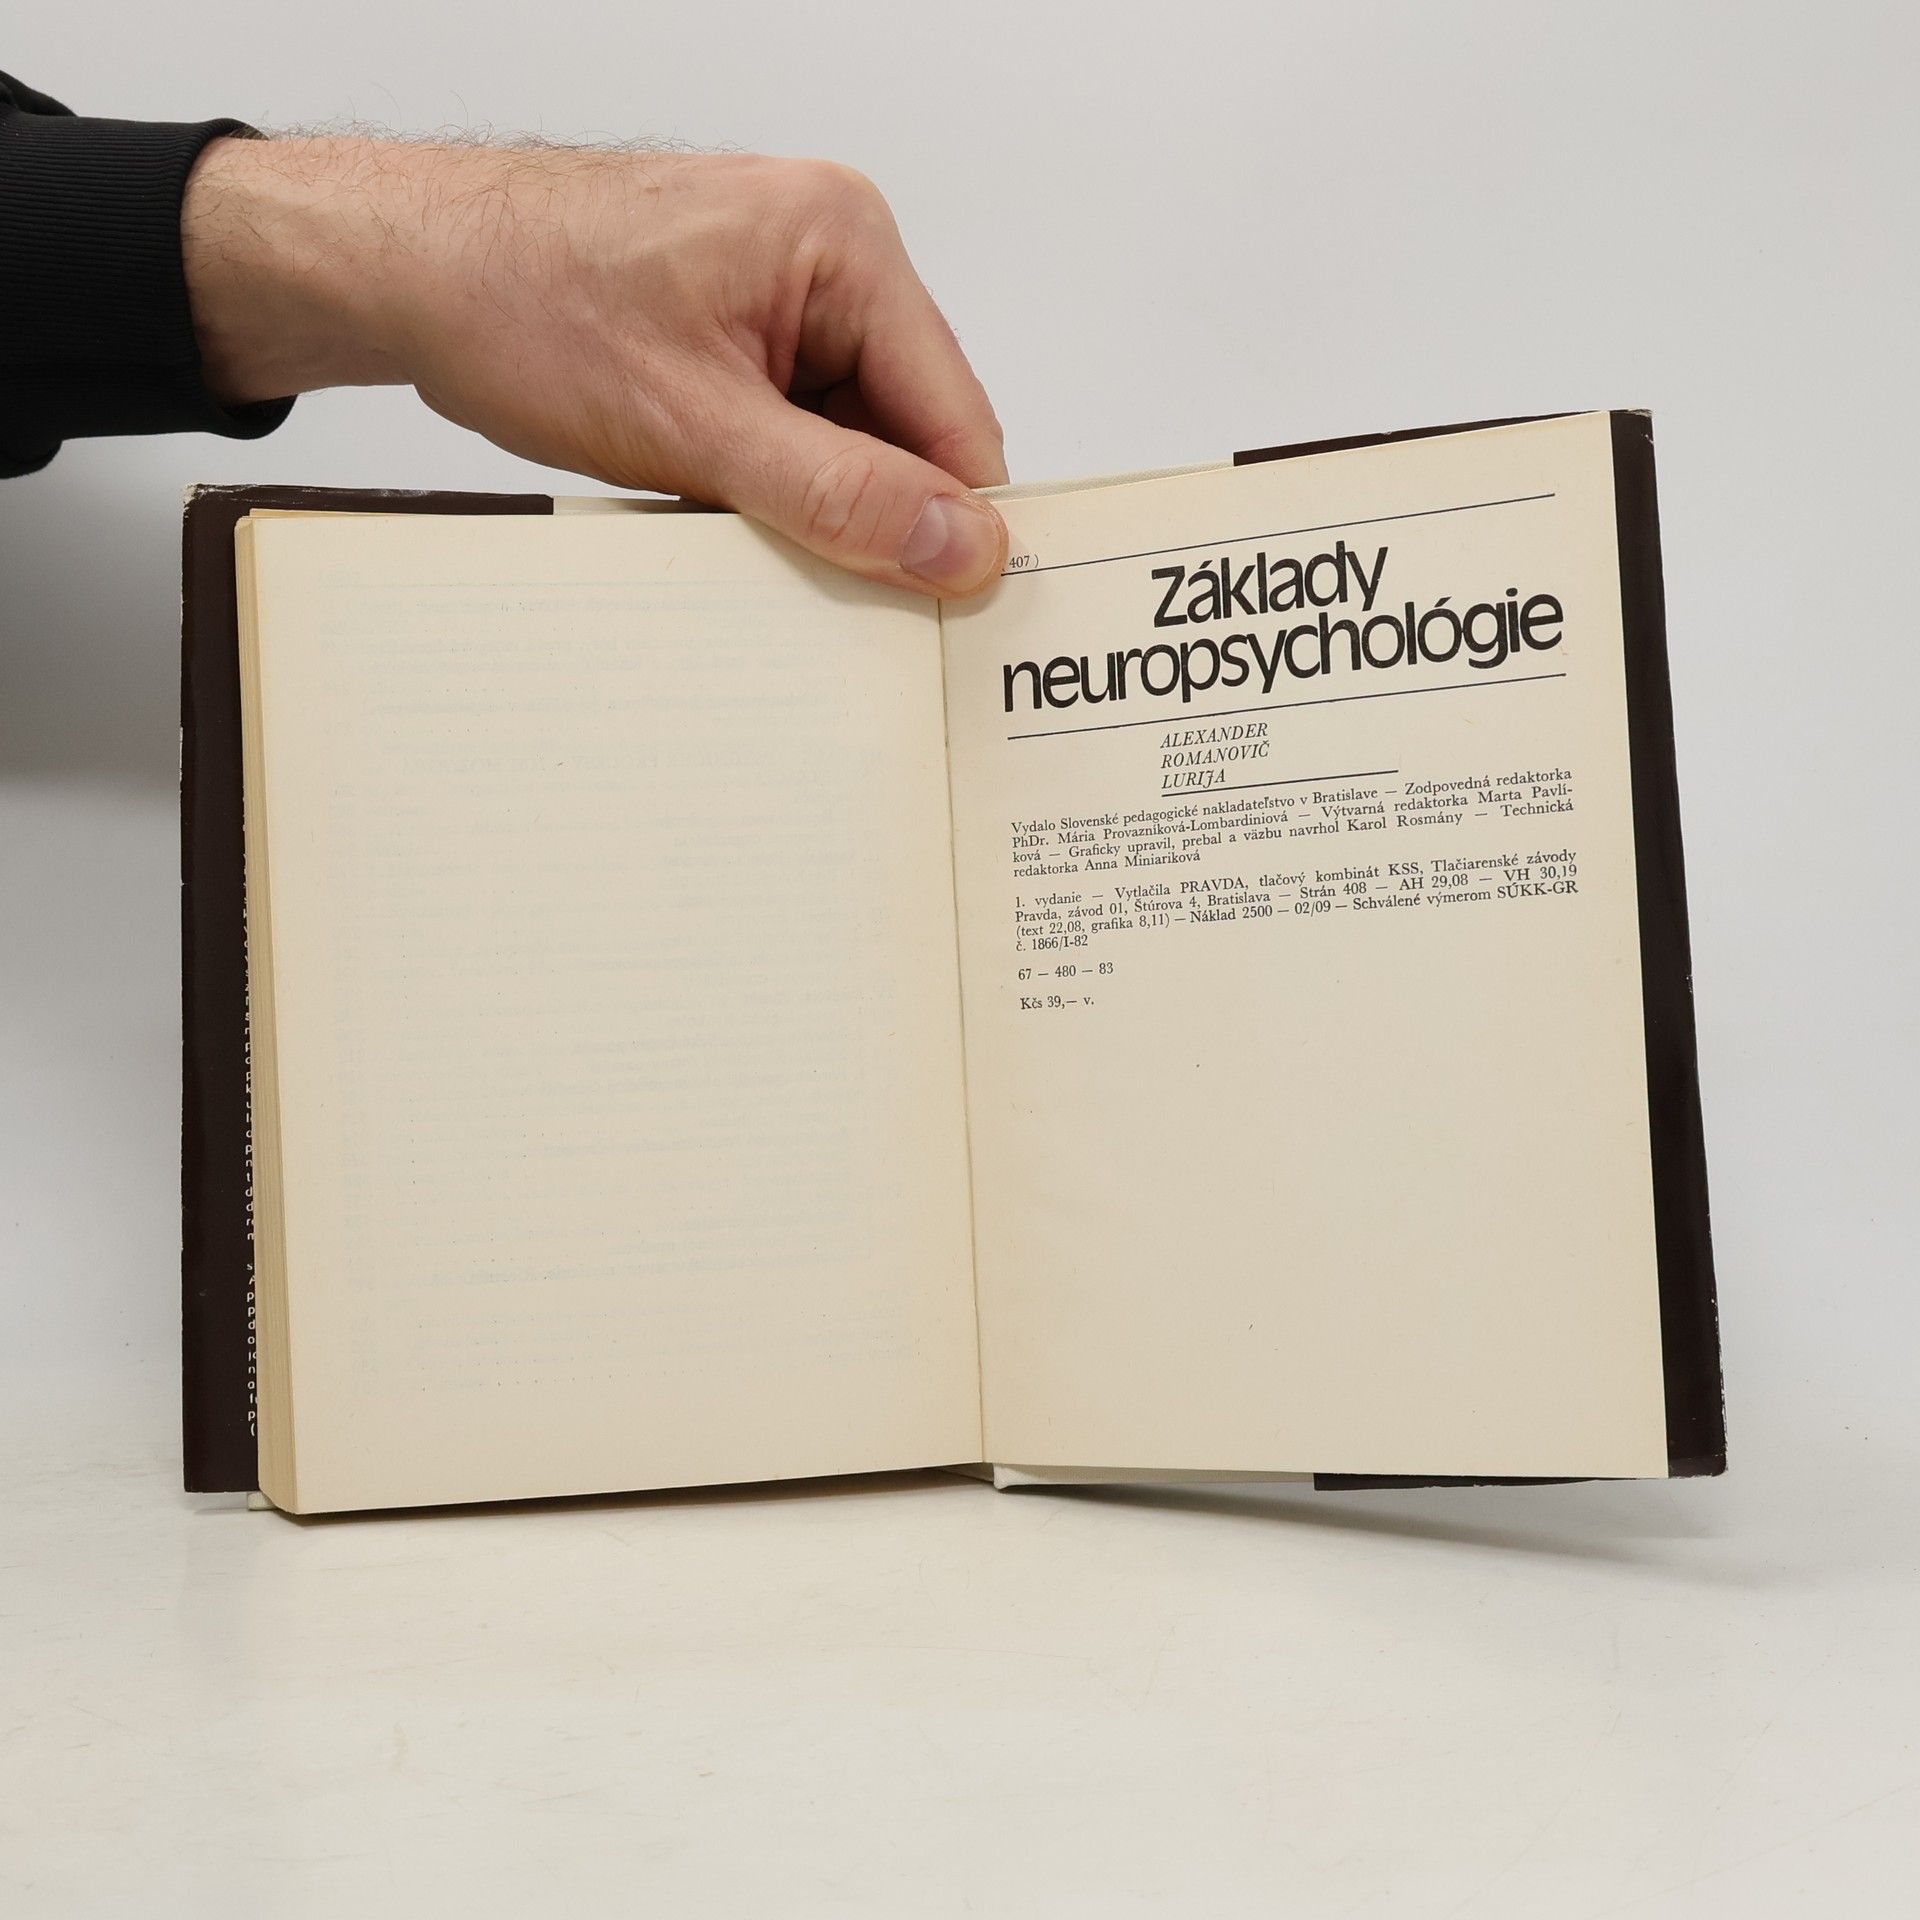 407 )
Základy
neuropsychológie
ALEXANDER
ROMANOVIČ
LURIJA
Vydalo Slovenské pedagogické nakladateľstvo v Bratislave — Zodpovedná redaktorka
PhDr. Mária Provazníková-Lombardiniová — Výtvarná redaktorka Marta Pavlí-
ková — Graficky upravil, prebal a väzbu navrhol Karol Rosmány — Technická
redaktorka Anna Miniariková
1. vydanie — Vytlačila PRAVDA, tlačový kombinát KSS, Tlačiarenské závody
Pravda, závod 01, Štúrova 4, Bratislava — Strán 408 — AH 29,08 — VH 30,19
(text 22,08, grafika 8,11) — Náklad 2500 — 02/09 — Schválené výmerom SÚKK-GR
č. 1866/I-82
67 — 480 — 83
Kčs 39,— v.